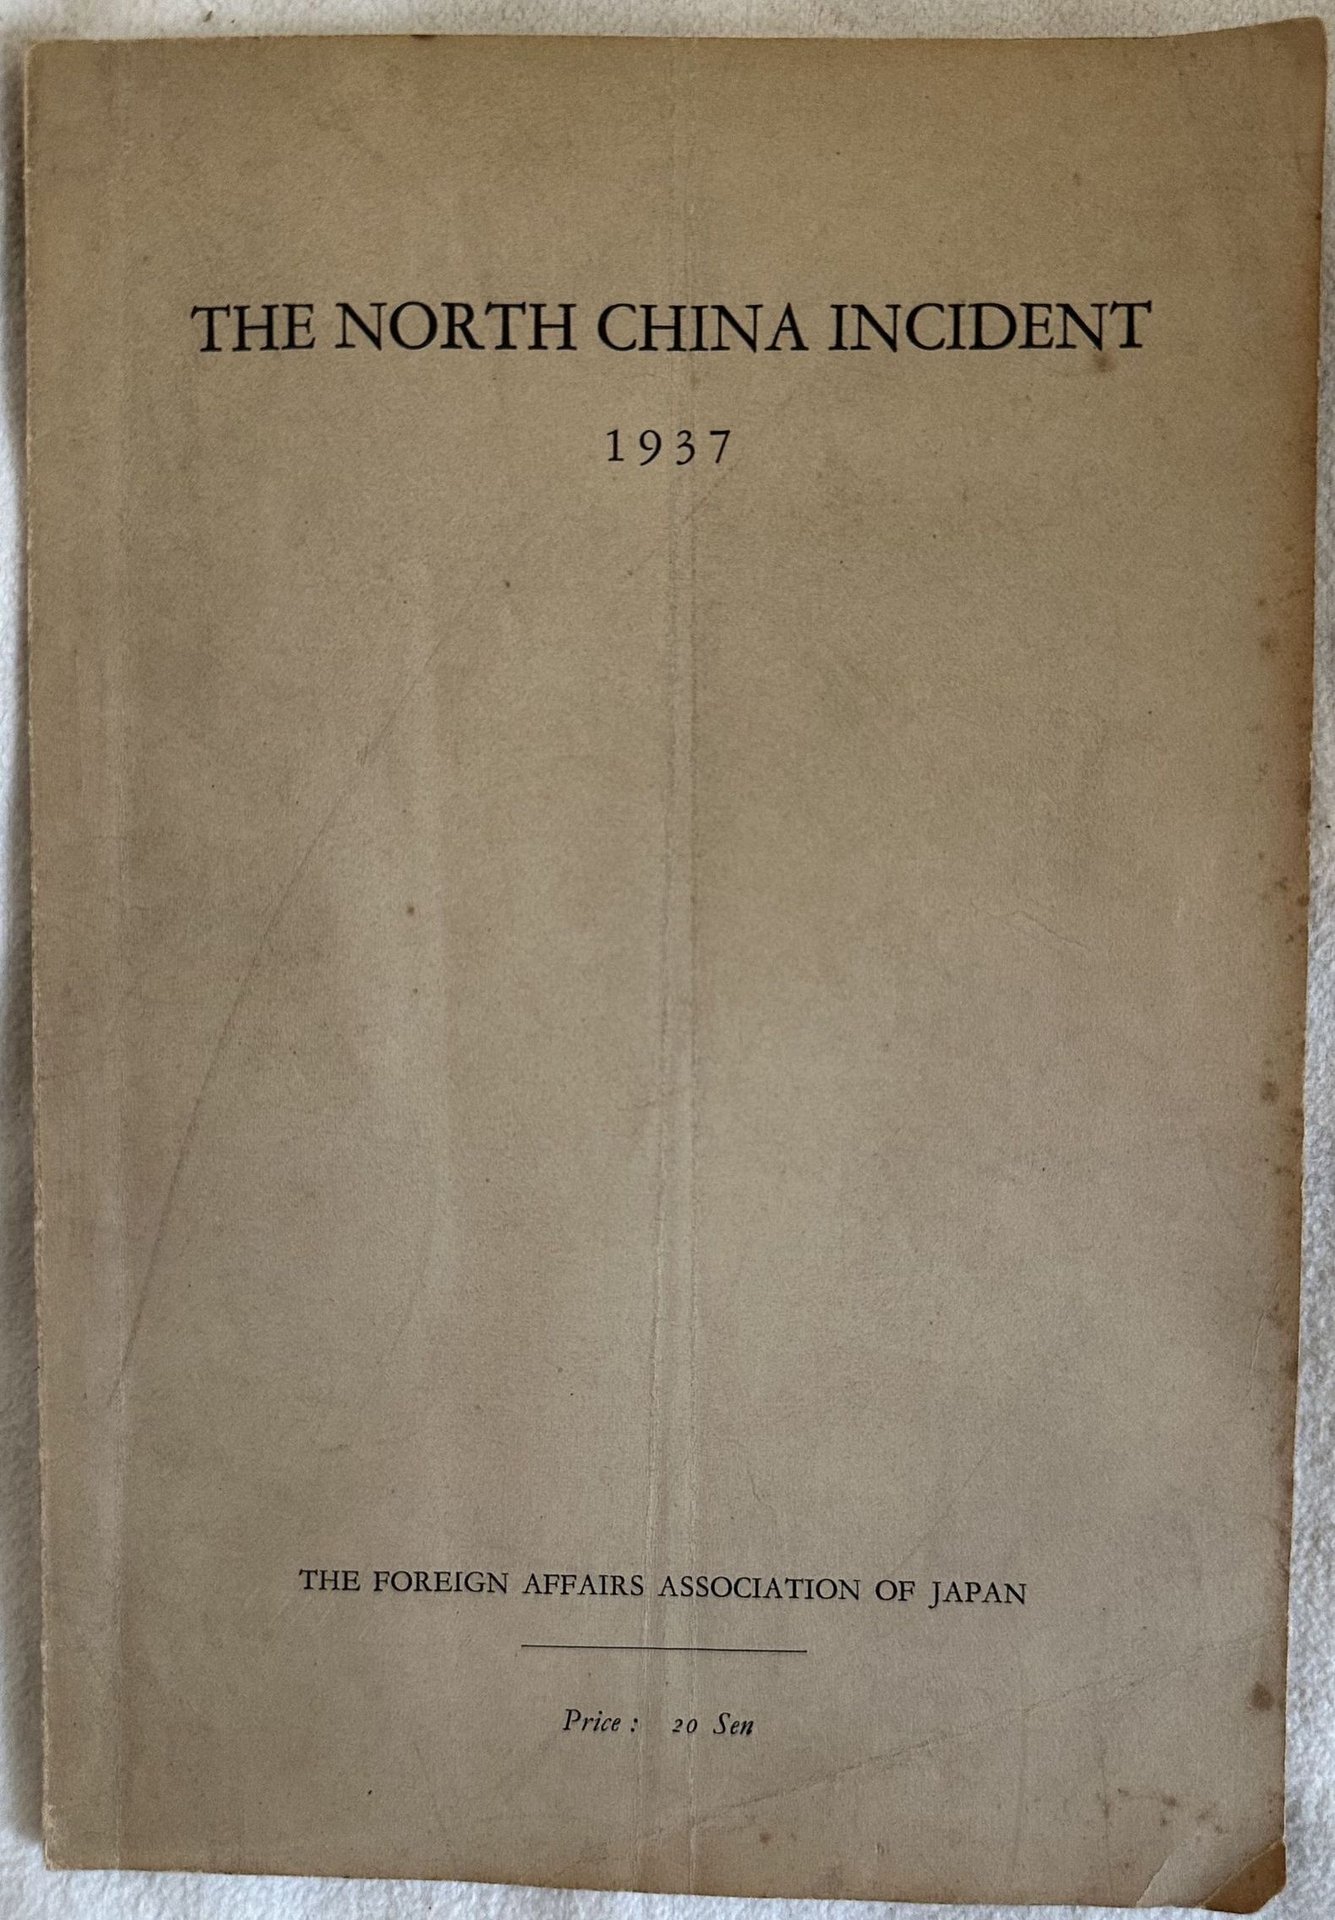 THE NORTH CHINA INCIDENT
1937
THE FOREIGN AFFAIRS ASSOCIATION OF JAPAN
Price : 20 Sen